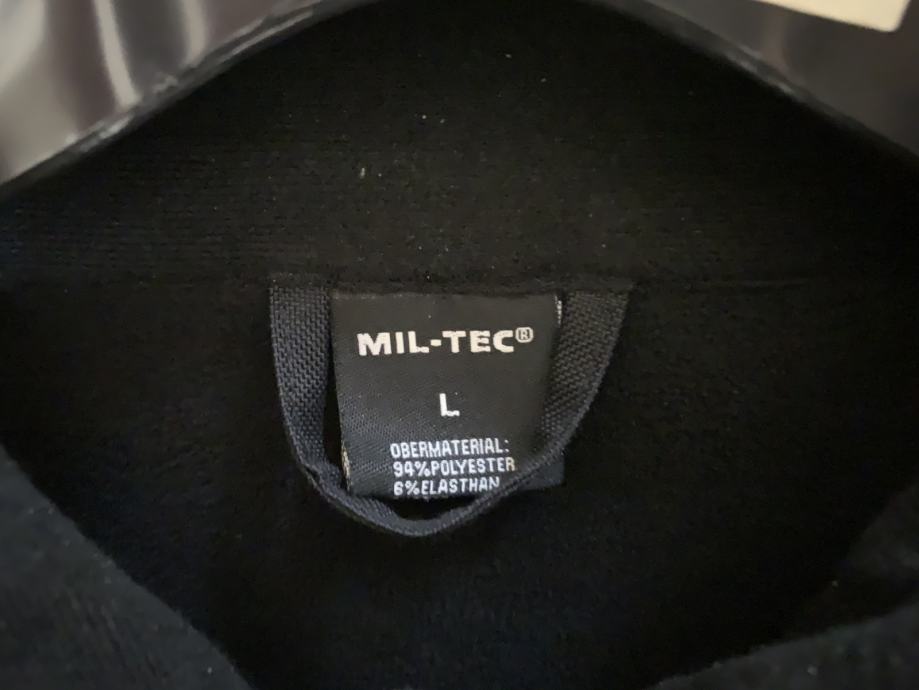 MIL-TEC®
L
OBERMATERIAL:
94%POLYESTER
6%ELASTHAN